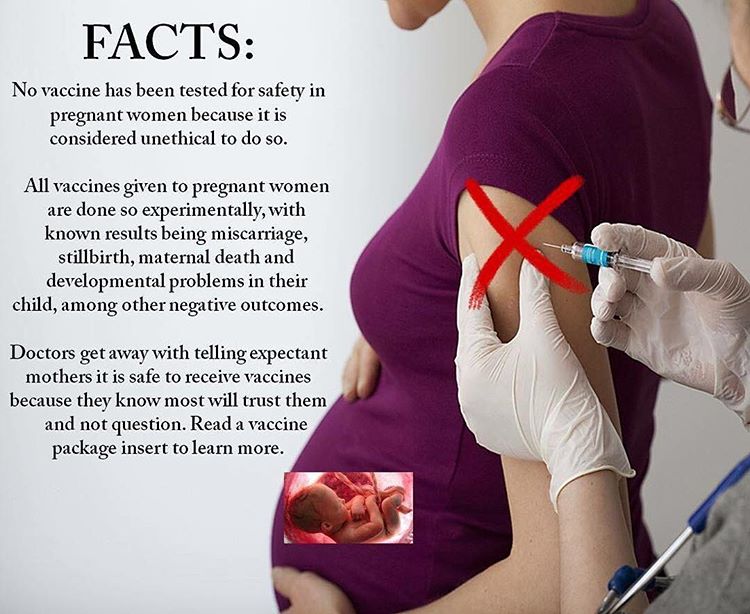 FACTS:
No vaccine has been tested for safety in
pregnant women because it is
considered unethical to do so.
All vaccines given to pregnant women
are done so experimentally, with
known results being miscarriage,
stillbirth, maternal death and
developmental problems in their
child, among other negative outcomes.
Doctors get away with telling expectant
mothers it is safe to receive vaccines
because they know most will trust them
and not question. Read a vaccine
package insert to learn more.